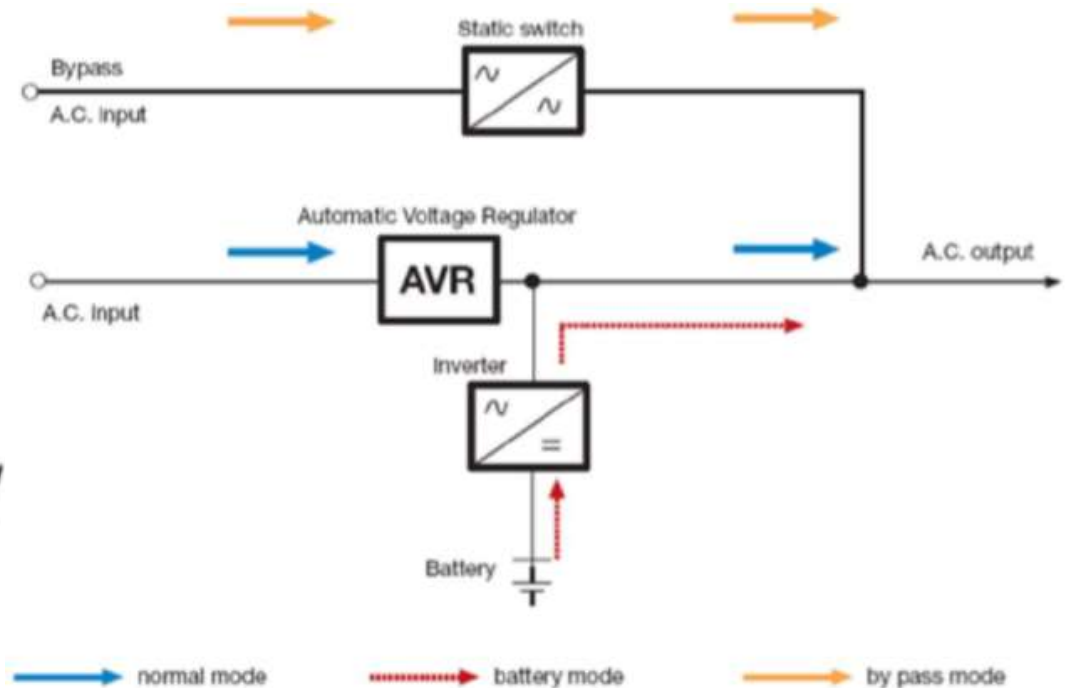 Static switch
Bypass
A.C. input
Automatic Voltage Regulator
AVR
A.C. output
A.C. input
Inverter
Battery
normal mode
battery mode
by pass mode